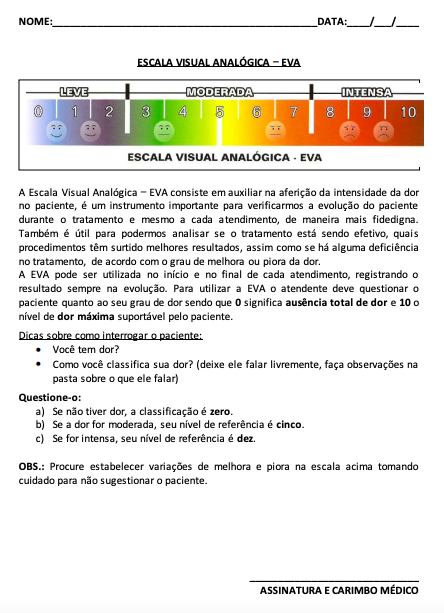 NOME:________________________________________________DATA:____/___/____
ESCALA VISUAL ANALÓGICA – EVA
LEVE MODERADA INTENSA
0 1 2 3 4 5 6 7 8 9 10
ESCALA VISUAL ANALÓGICA - EVA
A Escala Visual Analógica – EVA consiste em auxiliar na aferição da intensidade da dor
no paciente, é um instrumento importante para verificarmos a evolução do paciente
durante o tratamento e mesmo a cada atendimento, de maneira mais fidedigna.
Também é útil para podermos analisar se o tratamento está sendo efetivo, quais
procedimentos têm surtido melhores resultados, assim como se há alguma deficiência
no tratamento, de acordo com o grau de melhora ou piora da dor.
A EVA pode ser utilizada no início e no final de cada atendimento, registrando o
resultado sempre na evolução. Para utilizar a EVA o atendente deve questionar o
paciente quanto ao seu grau de dor sendo que 0 significa ausência total de dor e 10 o
nível de dor máxima suportável pelo paciente.
Dicas sobre como interrogar o paciente:
• Você tem dor?
• Como você classifica sua dor? (deixe ele falar livremente, faça observações na
pasta sobre o que ele falar)
Questione-o:
a) Se não tiver dor, a classificação é zero.
b) Se a dor for moderada, seu nível de referência é cinco.
c) Se for intensa, seu nível de referência é dez.
OBS.: Procure estabelecer variações de melhora e piora na escala acima tomando
cuidado para não sugestionar o paciente.
ASSINATURA E CARIMBO MÉDICO